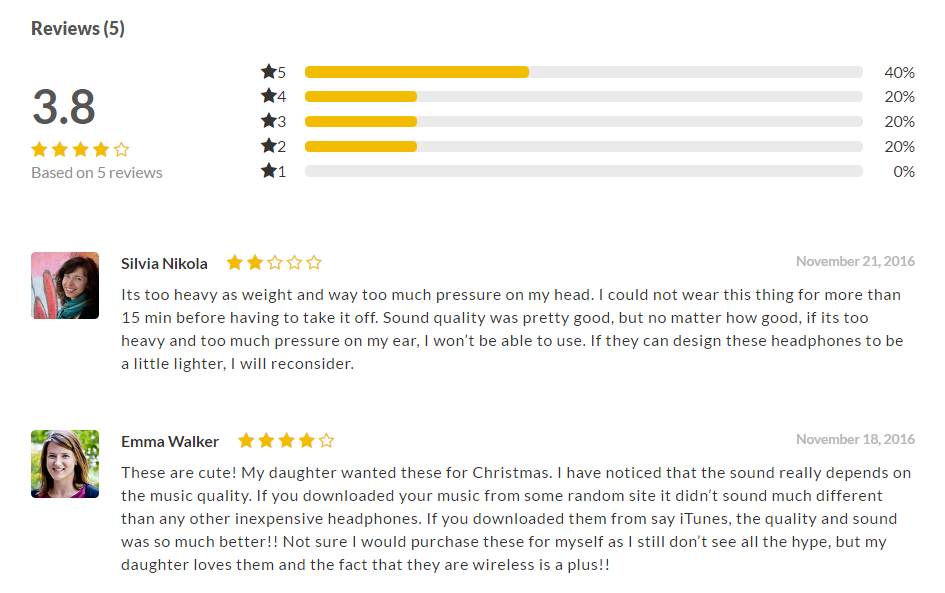 Reviews (5)
3.8
Based on 5 reviews
5 40%
4 20%
3 20%
2 20%
1 0%
Silvia Nikola November 21, 2016
Its too heavy as weight and way too much pressure on my head. I could not wear this thing for more than
15 min before having to take it off. Sound quality was pretty good, but no matter how good, if its too
heavy and too much pressure on my ear, I won’t be able to use. If they can design these headphones to be
a little lighter, I will reconsider.
Emma Walker November 18, 2016
These are cute! My daughter wanted these for Christmas. I have noticed that the sound really depends on
the music quality. If you downloaded your music from some random site it didn’t sound much different
than any other inexpensive headphones. If you downloaded them from say iTunes, the quality and sound
was so much better!! Not sure I would purchase these for myself as I still don’t see all the hype, but my
daughter loves them and the fact that they are wireless is a plus!!